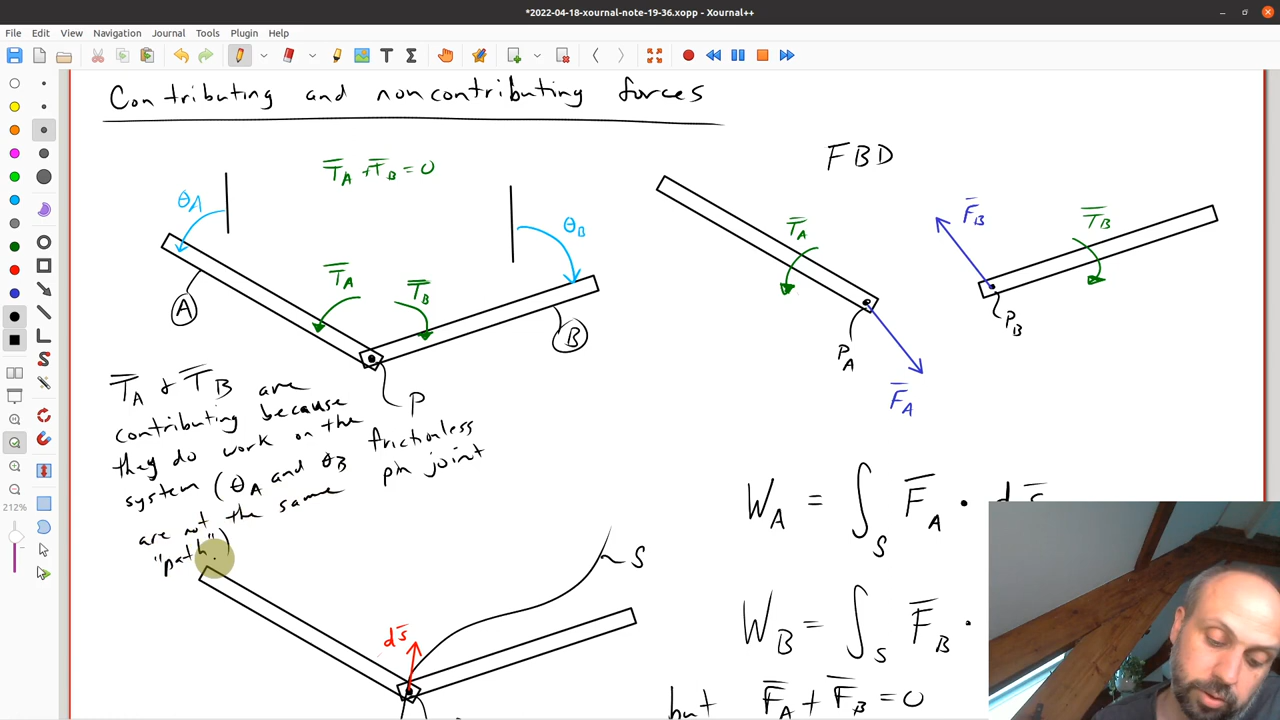 *2022-04-18-xournal-note-19-36.xopp - Xournal++
File Edit View Navigation Journal Tools Plugin Help
Contributing and noncontributing forces
T̄A + T̄B = 0
FBD
θA
θB
T̄A
T̄B
A
B
P
frictionless
pin joint
T̄A
F̄B
T̄B
PA
PB
F̄A
T̄A & T̄B are
contributing because
they do work on the
system (θA and θB
are not the same
"path".)
S
ds̄
WA = ∫S F̄A · ds̄
WB = ∫S F̄B ·
but F̄A + F̄B = 0
212%